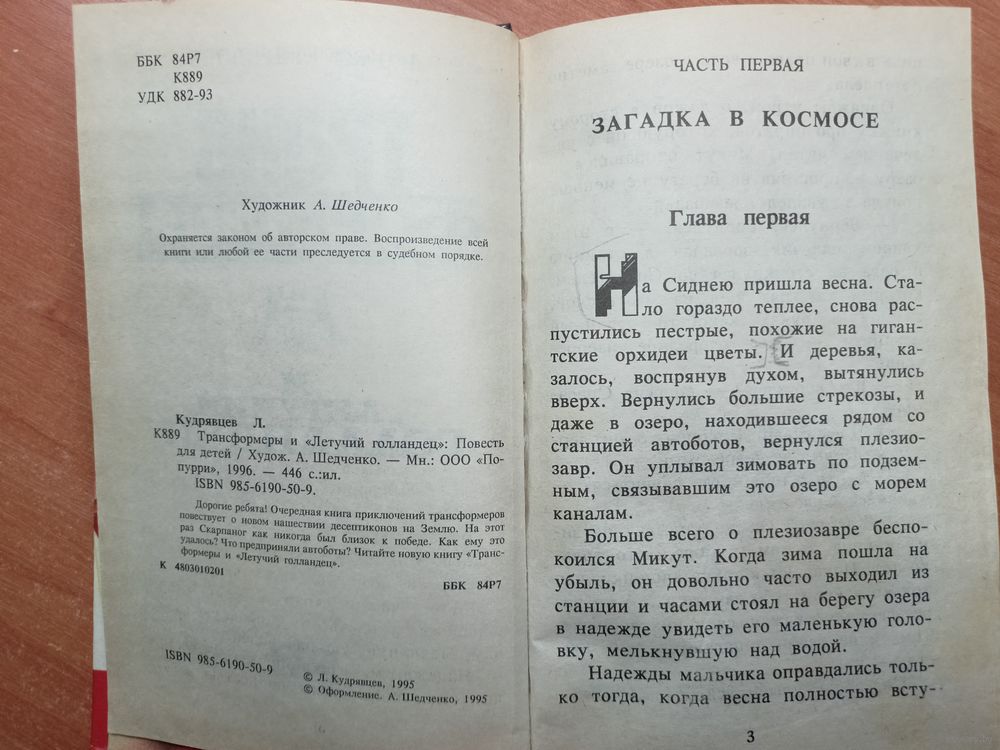 ББК 84Р7
К889
УДК 882-93
Художник А. Шедченко
Охраняется законом об авторском праве. Воспроизведение всей
книги или любой ее части преследуется в судебном порядке.
Кудрявцев Л.
К889 Трансформеры и «Летучий голландец»: Повесть
для детей / Худож. А. Шедченко. — Мн.: ООО «По-
пурри», 1996. — 446 с.:ил.
ISBN 985-6190-50-9.
Дорогие ребята! Очередная книга приключений трансформеров
повествует о новом нашествии десептиконов на Землю. На этот
раз Скарпаног как никогда был близок к победе. Как ему это
удалось? Что предприняли автоботы? Читайте новую книгу «Транс-
формеры и «Летучий голландец».
К 4803010201
ББК 84Р7
ISBN 985-6190-50-9
© Л. Кудрявцев, 1995
© Оформление. А. Шедченко, 1995
ЧАСТЬ ПЕРВАЯ
ЗАГАДКА В КОСМОСЕ
Глава первая
На Сиднею пришла весна. Ста-
ло гораздо теплее, снова рас-
пустились пестрые, похожие на гиган-
тские орхидеи цветы. И деревья, ка-
залось, воспрянув духом, вытянулись
вверх. Вернулись большие стрекозы, и
даже в озеро, находившееся рядом со
станцией автоботов, вернулся плезио-
завр. Он уплывал зимовать по подзем-
ным, связывавшим это озеро с морем
каналам.
Больше всего о плезиозавре беспо-
коился Микут. Когда зима пошла на
убыль, он довольно часто выходил из
станции и часами стоял на берегу озера
в надежде увидеть его маленькую голо-
вку, мелькнувшую над водой.
Надежды мальчика оправдались толь-
ко тогда, когда весна полностью всту-
3